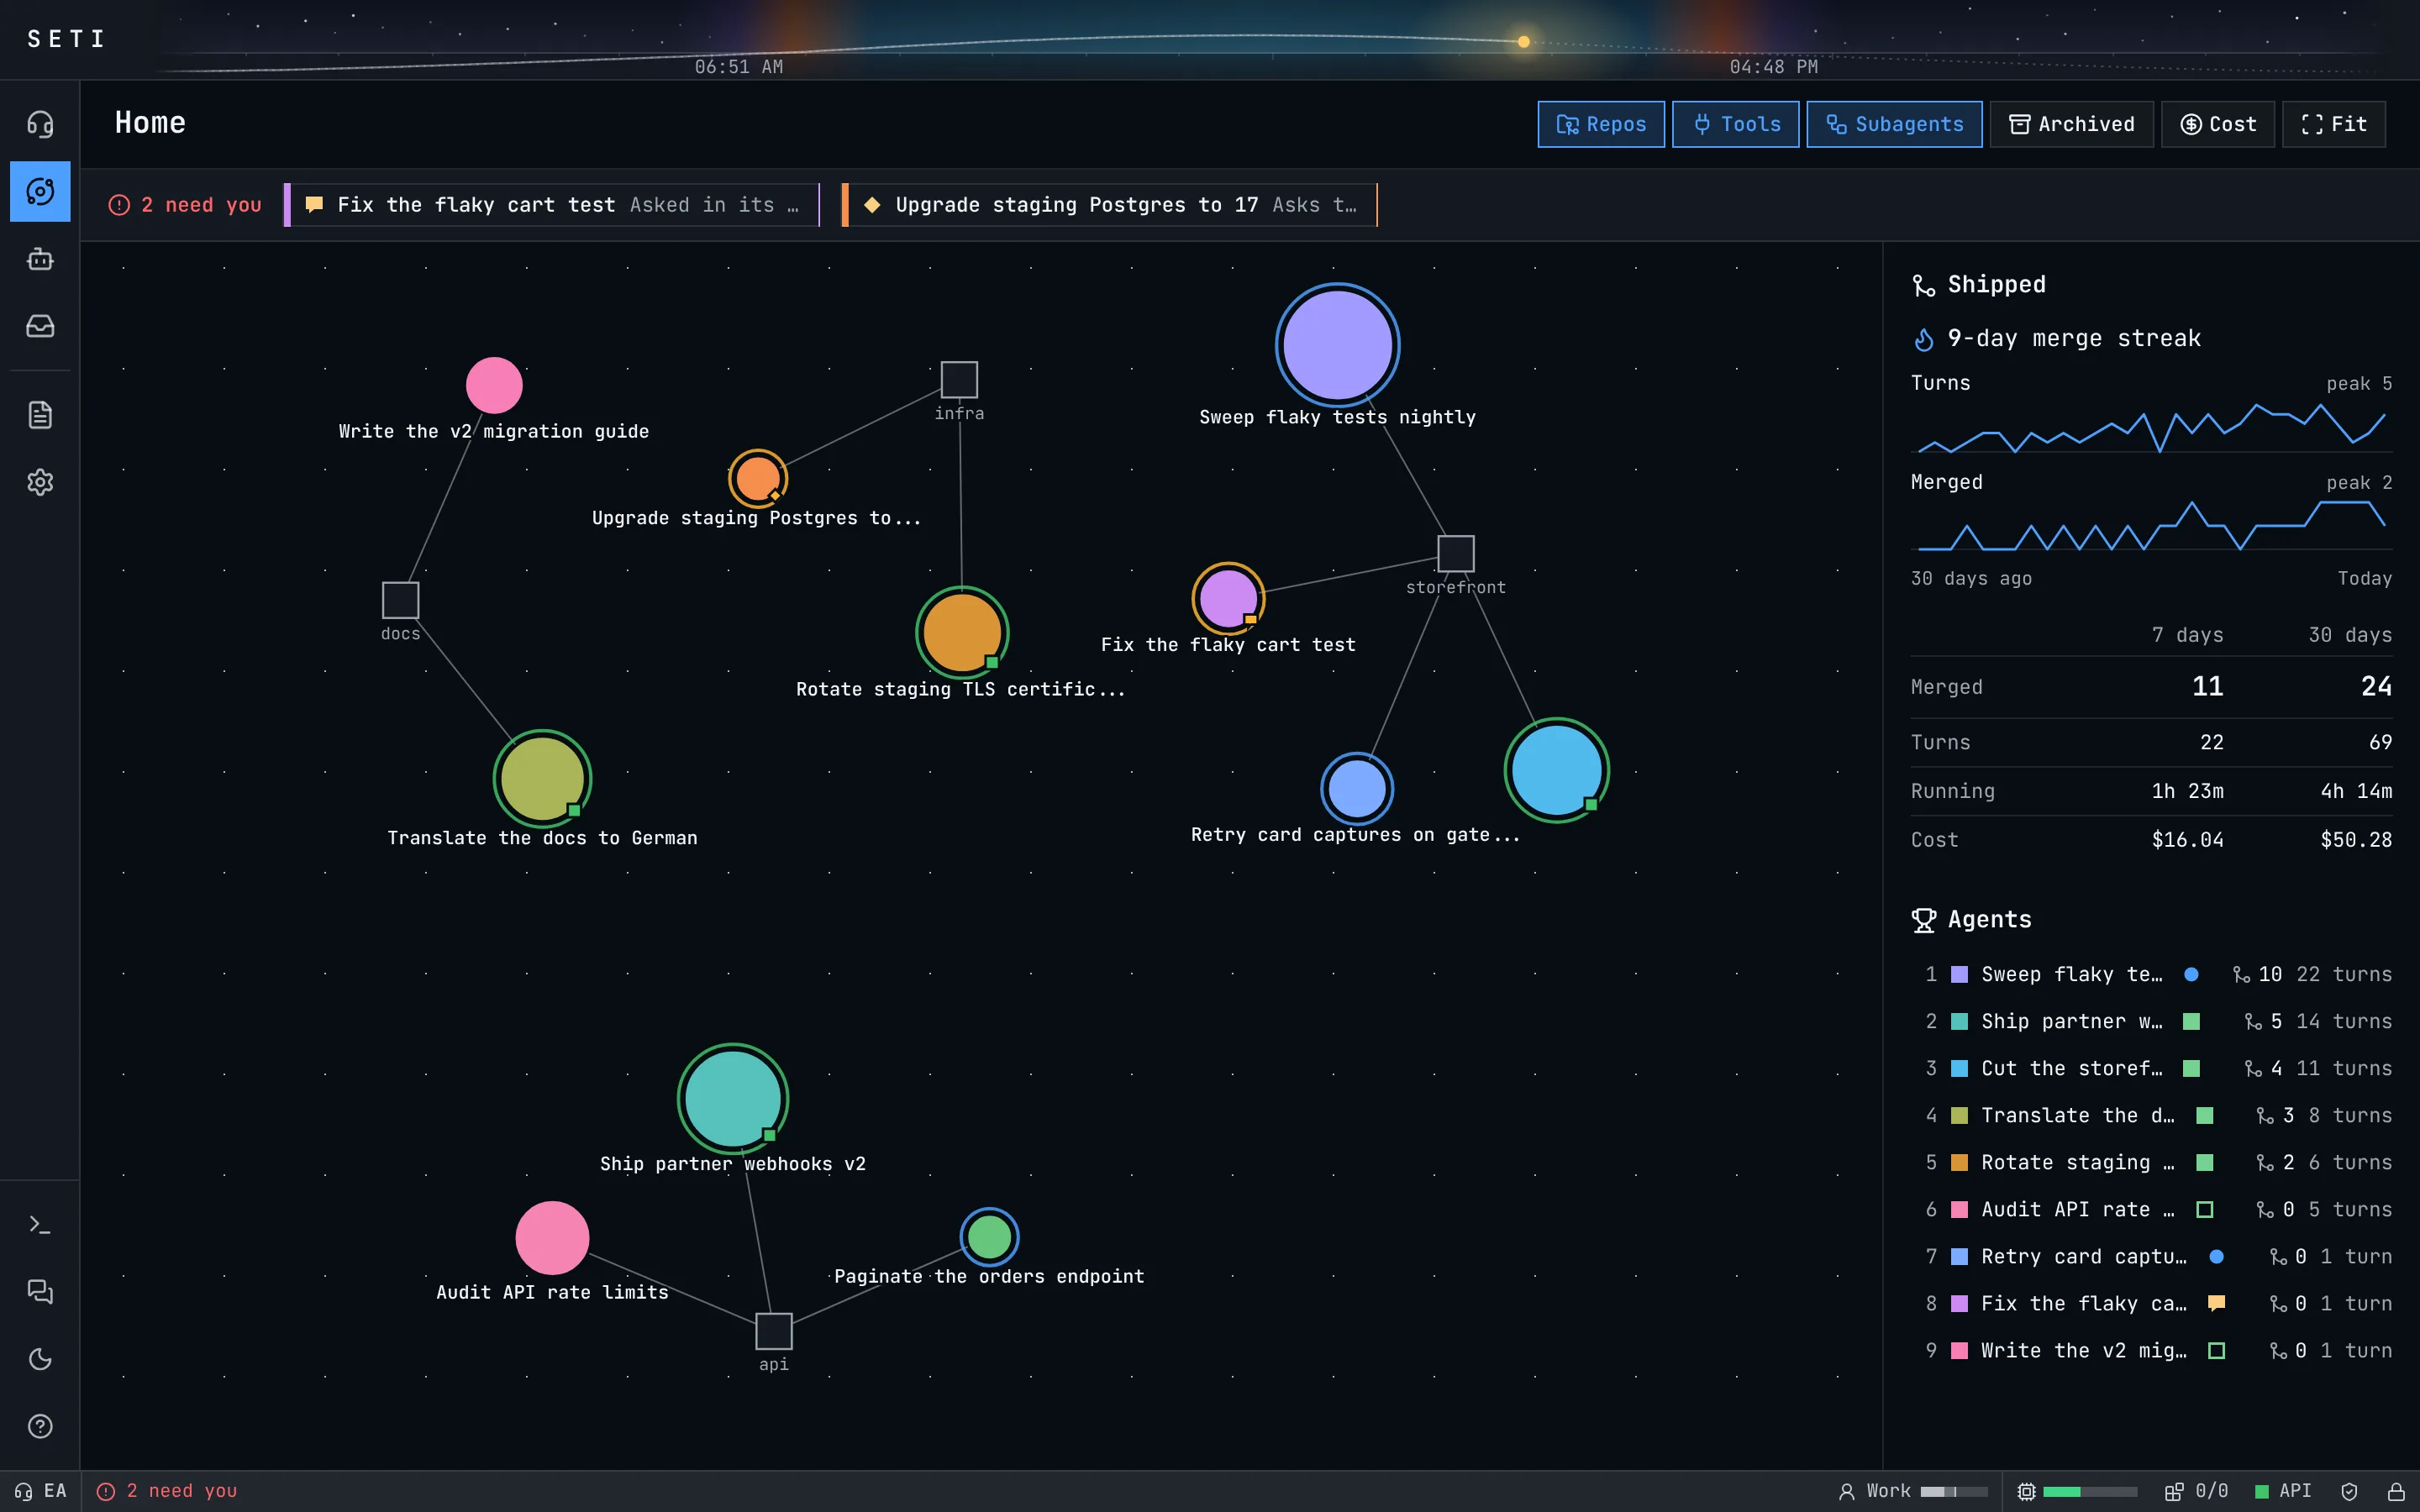 SETI
06:51 AM
04:48 PM
Home
Repos
Tools
Subagents
Archived
Cost
Fit
2 need you
Fix the flaky cart test Asked in its …
Upgrade staging Postgres to 17 Asks t…
Write the v2 migration guide
infra
Upgrade staging Postgres to...
Sweep flaky tests nightly
storefront
docs
Fix the flaky cart test
Rotate staging TLS certific...
Translate the docs to German
Retry card captures on gate...
Ship partner webhooks v2
Audit API rate limits
Paginate the orders endpoint
api
Shipped
9-day merge streak
Turns peak 5
Merged peak 2
30 days ago Today
7 days 30 days
Merged 11 24
Turns 22 69
Running 1h 23m 4h 14m
Cost $16.04 $50.28
Agents
1 Sweep flaky te… 10 22 turns
2 Ship partner w… 5 14 turns
3 Cut the storef… 4 11 turns
4 Translate the d… 3 8 turns
5 Rotate staging … 2 6 turns
6 Audit API rate … 0 5 turns
7 Retry card captu… 0 1 turn
8 Fix the flaky ca… 0 1 turn
9 Write the v2 mig… 0 1 turn
EA
2 need you
Work
0/0
API